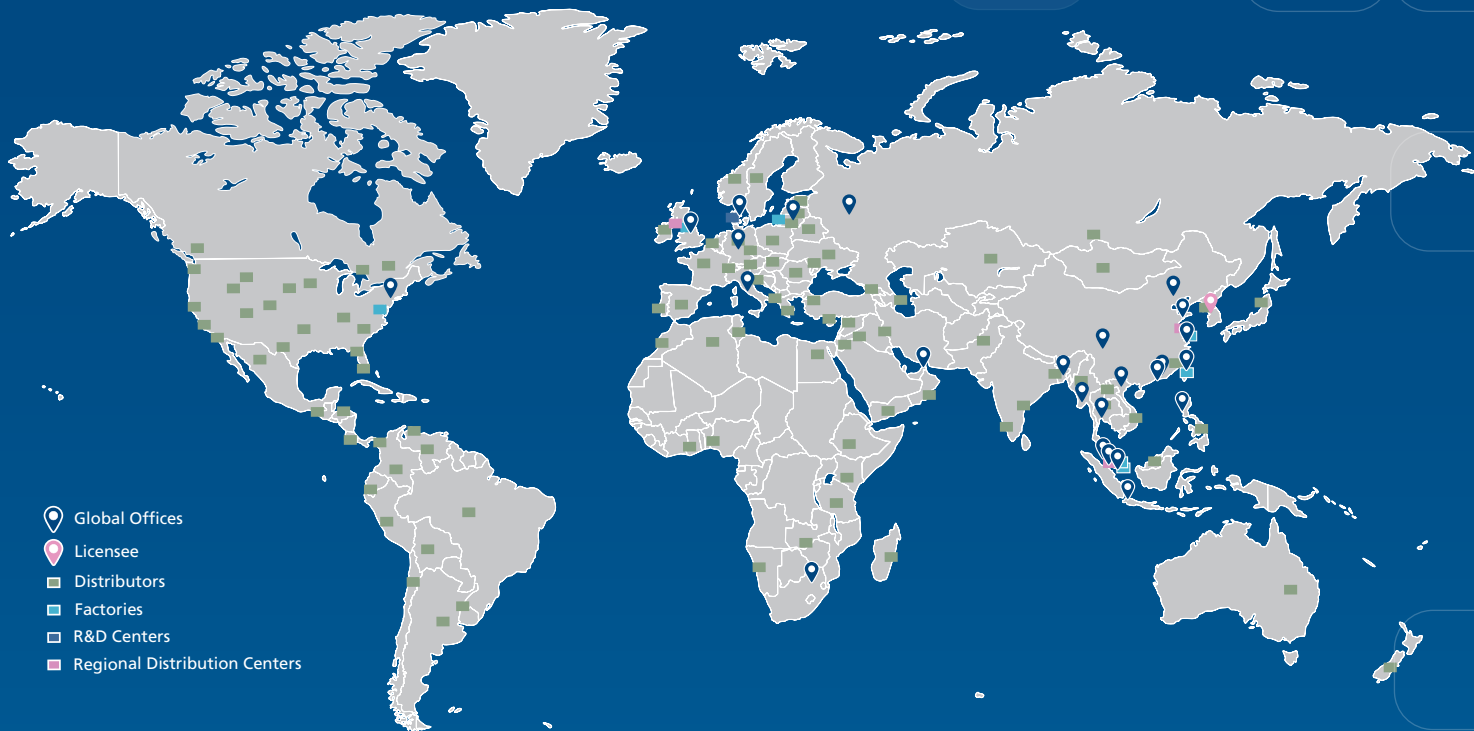 Global Offices
Licensee
Distributors
Factories
R&D Centers
Regional Distribution Centers